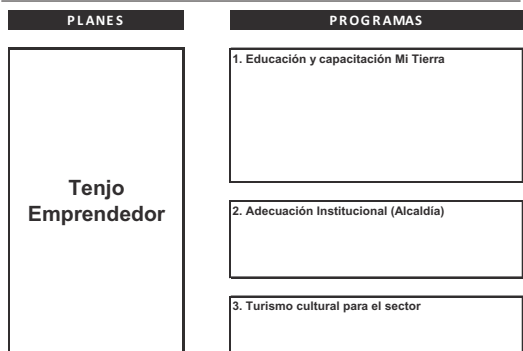 PLANES
PROGRAMAS
Tenjo
Emprendedor
1. Educación y capacitación Mi Tierra
2. Adecuación Institucional (Alcaldía)
3. Turismo cultural para el sector